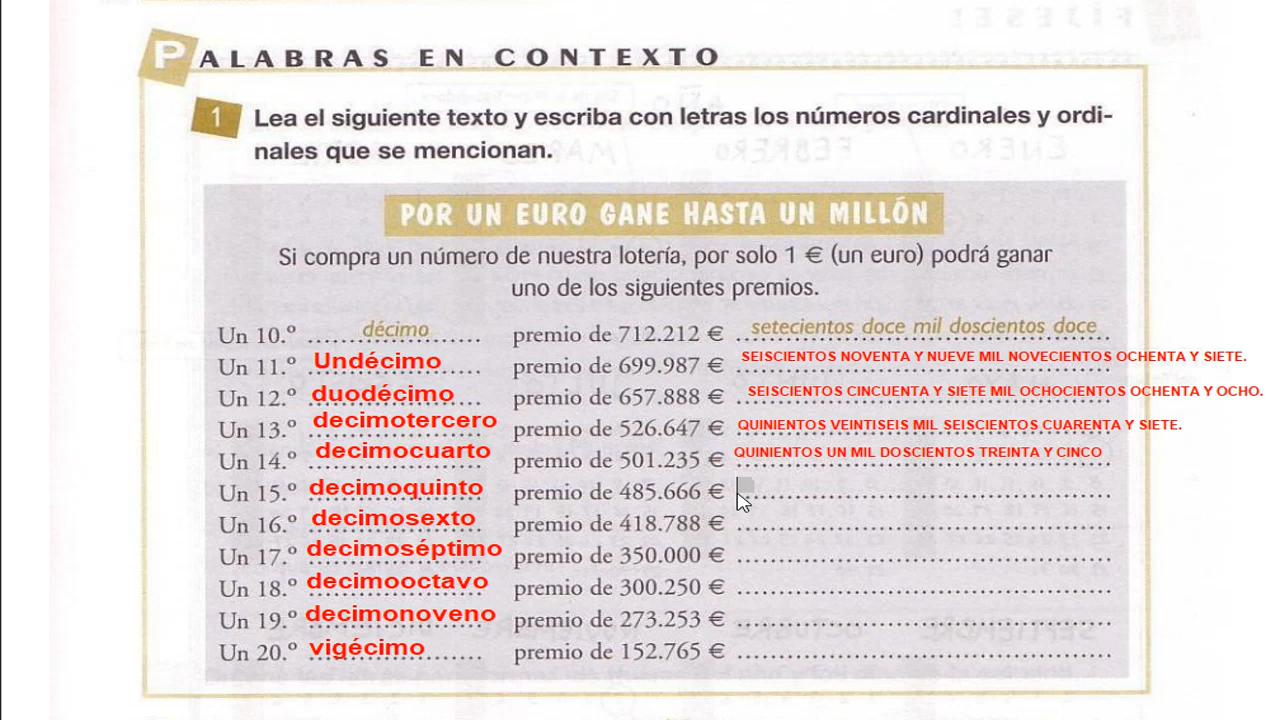 PALABRAS EN CONTEXTO
1 Lea el siguiente texto y escriba con letras los números cardinales y ordi-
nales que se mencionan.
POR UN EURO GANE HASTA UN MILLÓN
Si compra un número de nuestra lotería, por solo 1 € (un euro) podrá ganar
uno de los siguientes premios.
Un 10.º décimo premio de 712.212 € setecientos doce mil doscientos doce
Un 11.º Undécimo premio de 699.987 € SEISCIENTOS NOVENTA Y NUEVE MIL NOVECIENTOS OCHENTA Y SIETE.
Un 12.º duodécimo premio de 657.888 € SEISCIENTOS CINCUENTA Y SIETE MIL OCHOCIENTOS OCHENTA Y OCHO.
Un 13.º decimotercero premio de 526.647 € QUINIENTOS VEINTISEIS MIL SEISCIENTOS CUARENTA Y SIETE.
Un 14.º decimocuarto premio de 501.235 € QUINIENTOS UN MIL DOSCIENTOS TREINTA Y CINCO
Un 15.º decimoquinto premio de 485.666 €
Un 16.º decimosexto premio de 418.788 €
Un 17.º decimoséptimo premio de 350.000 €
Un 18.º decimooctavo premio de 300.250 €
Un 19.º decimonoveno premio de 273.253 €
Un 20.º vigécimo premio de 152.765 €